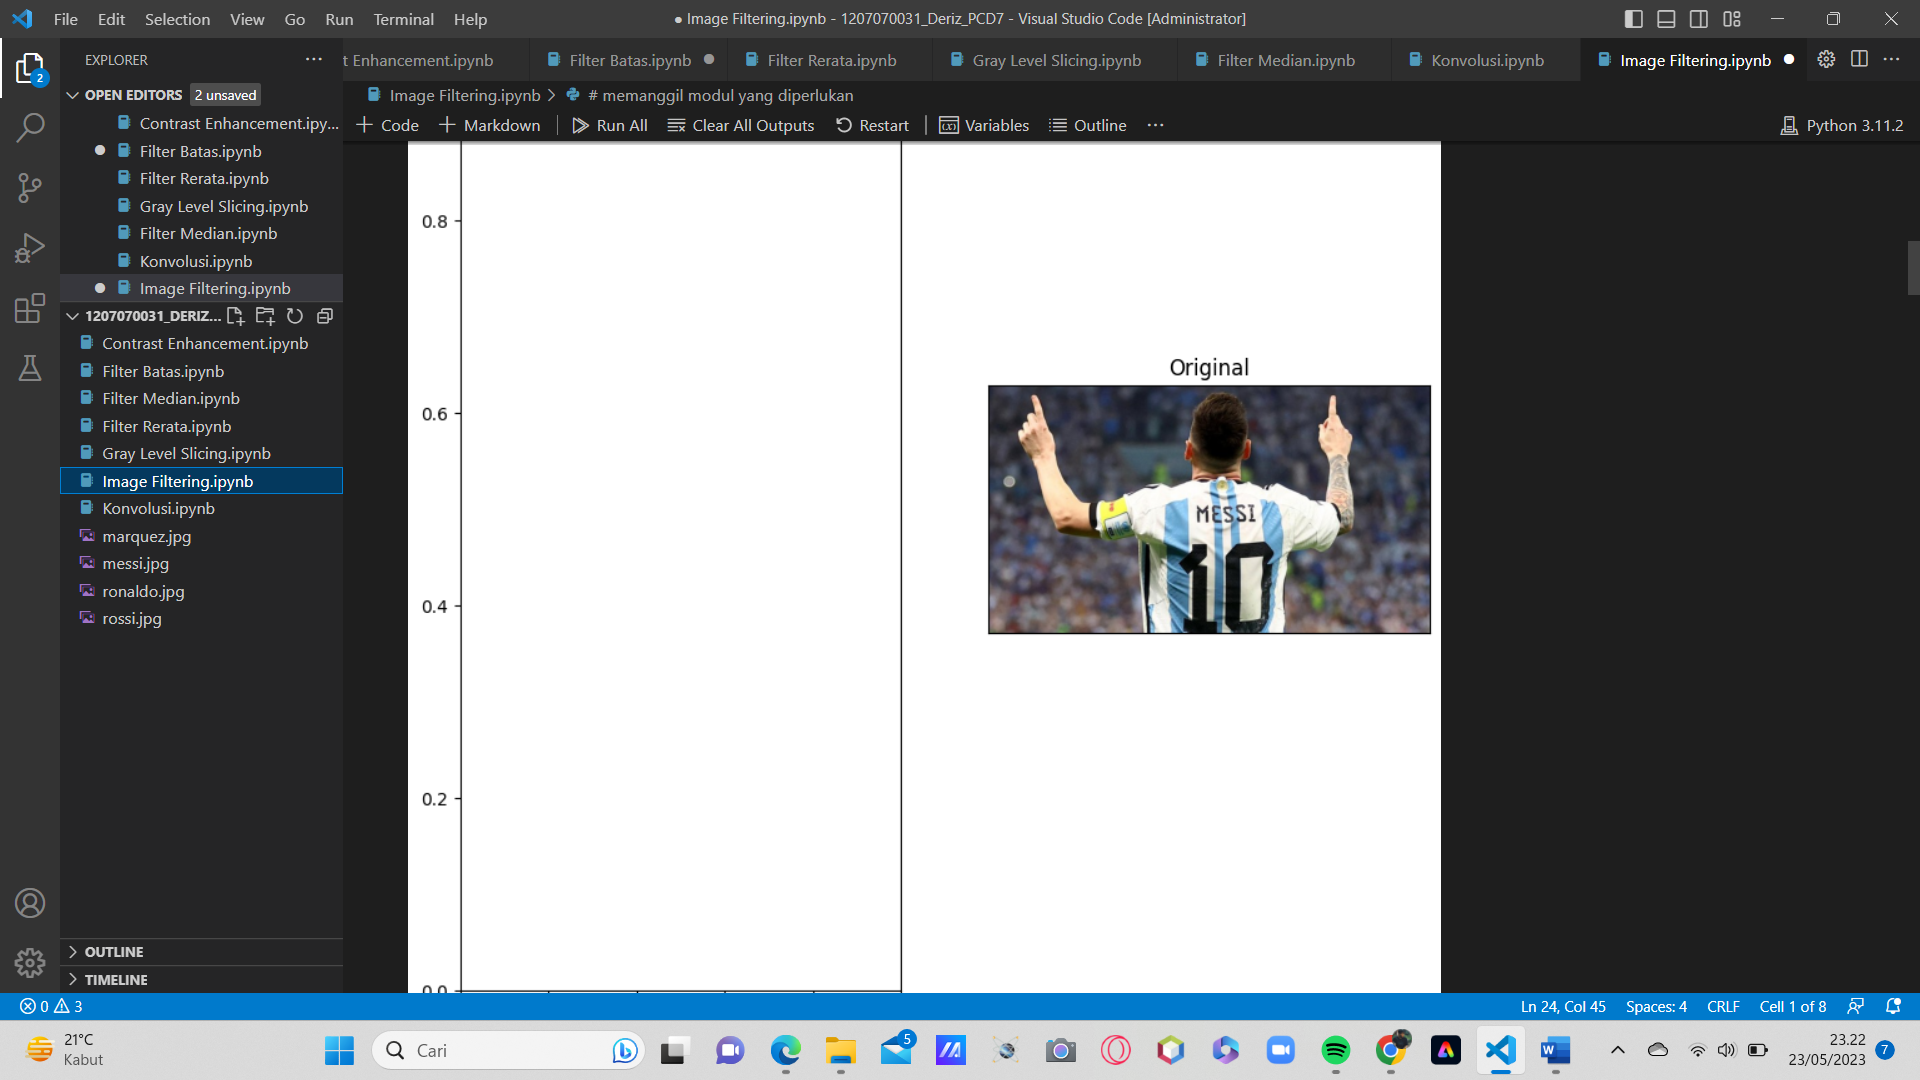 File Edit Selection View Go Run Terminal Help
● Image Filtering.ipynb - 1207070031_Deriz_PCD7 - Visual Studio Code [Administrator]
EXPLORER
t Enhancement.ipynb Filter Batas.ipynb Filter Rerata.ipynb Gray Level Slicing.ipynb Filter Median.ipynb Konvolusi.ipynb Image Filtering.ipynb
2
OPEN EDITORS 2 unsaved
Image Filtering.ipynb > # memanggil modul yang diperlukan
+ Code + Markdown Run All Clear All Outputs Restart Variables Outline ... Python 3.11.2
Contrast Enhancement.ipy...
Filter Batas.ipynb
Filter Rerata.ipynb
Gray Level Slicing.ipynb
Filter Median.ipynb
Konvolusi.ipynb
Image Filtering.ipynb
1207070031_DERIZ...
Contrast Enhancement.ipynb
Filter Batas.ipynb
Filter Median.ipynb
Filter Rerata.ipynb
Gray Level Slicing.ipynb
Image Filtering.ipynb
Konvolusi.ipynb
marquez.jpg
messi.jpg
ronaldo.jpg
rossi.jpg
OUTLINE
TIMELINE
0.8
0.6
0.4
0.2
0.0
Original
MESSI
10
0 3
Ln 24, Col 45 Spaces: 4 CRLF Cell 1 of 8
21°C
Kabut
Cari
5
23.22
23/05/2023
7